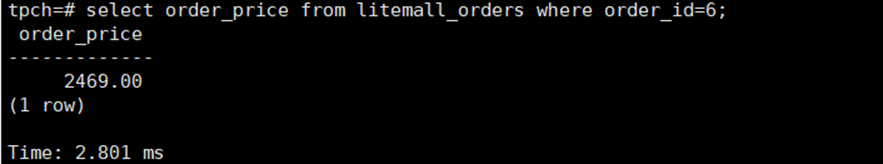 tpch=# select order_price from litemall_orders where order_id=6;
order_price
-------------
2469.00
(1 row)
Time: 2.801 ms